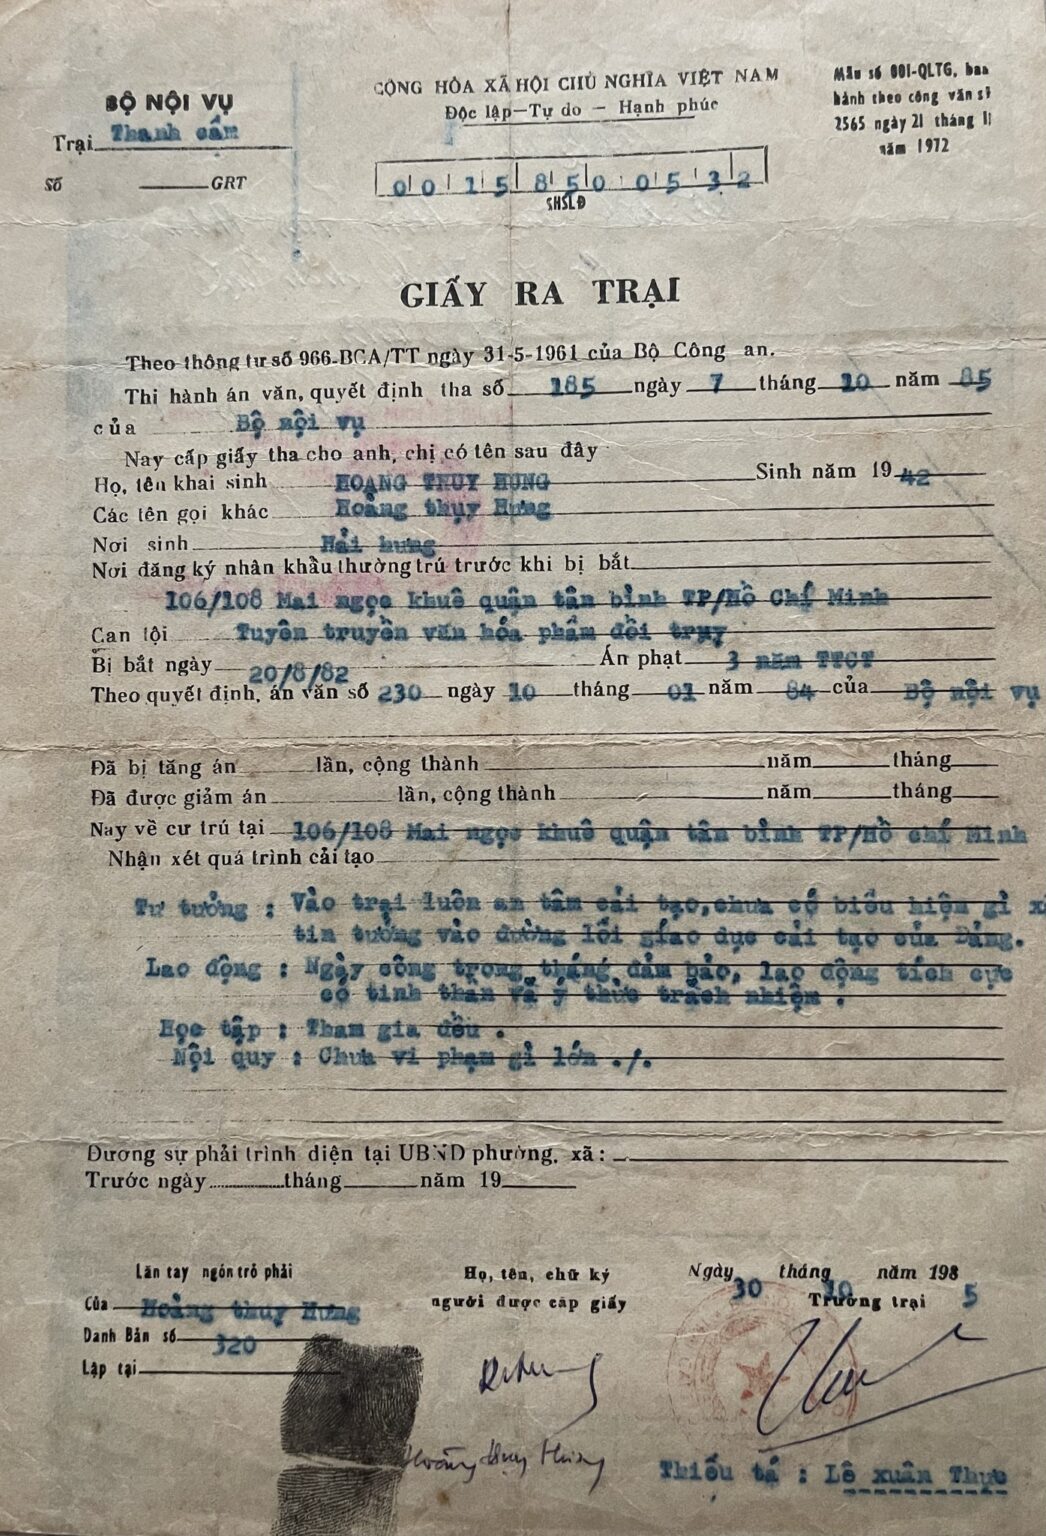 BỘ NỘI VỤ
Trại Thanh cẩm
Số GRT
CỘNG HÒA XÃ HỘI CHỦ NGHĨA VIỆT NAM
Độc lập—Tự do — Hạnh phúc
Mẫu số 001-QLTG, ban
hành theo công văn số
2565 ngày 21 tháng 11
năm 1972
0 0 1 5 8 5 0 0 5 3 2
SHSLĐ
GIẤY RA TRẠI
Theo thông tư số 966-BCA/TT ngày 31-5-1961 của Bộ Công an.
Thi hành án văn, quyết định tha số 185 ngày 7 tháng 10 năm 85
của Bộ nội vụ
Nay cấp giấy tha cho anh, chị có tên sau đây
Họ, tên khai sinh HOANG THUY HUNG Sinh năm 1942
Các tên gọi khác Hoàng thụy Hưng
Nơi sinh Hải hưng
Nơi đăng ký nhân khẩu thường trú trước khi bị bắt
106/108 Mai ngọc khuê quận tân bình TP/Hồ Chí Minh
Can tội Tuyên truyền văn hóa phẩm đồi trụy
Bị bắt ngày 20/8/82 Án phạt 3 năm TTCT
Theo quyết định, án văn số 230 ngày 10 tháng 01 năm 84 của Bộ nội vụ
Đã bị tăng án lần, cộng thành năm tháng
Đã được giảm án lần, cộng thành năm tháng
Nay về cư trú tại 106/108 Mai ngọc khuê quận tân bình TP/Hồ chí Minh
Nhận xét quá trình cải tạo
Tư tưởng : Vào trại luôn an tâm cải tạo, chưa có biểu hiện gì
tin tưởng vào đường lối giáo dục cải tạo của Đảng.
Lao động : Ngày công trong tháng đảm bảo, lao động tích cực
có tinh thần và ý thức trách nhiệm .
Học tập : Tham gia đều .
Nội quy : Chưa vi phạm gì lớn ./.
Đương sự phải trình diện tại UBND phường, xã :
Trước ngày tháng năm 19
Lăn tay ngón trỏ phải
Của Hoàng thụy Hưng
Danh Bản số 320
Lập tại
Họ, tên, chữ ký
người được cấp giấy
Hoàng Thụy Hưng
Ngày 30 tháng 10 năm 1985
Trưởng trại
Thiếu tá : Lê xuân Thực